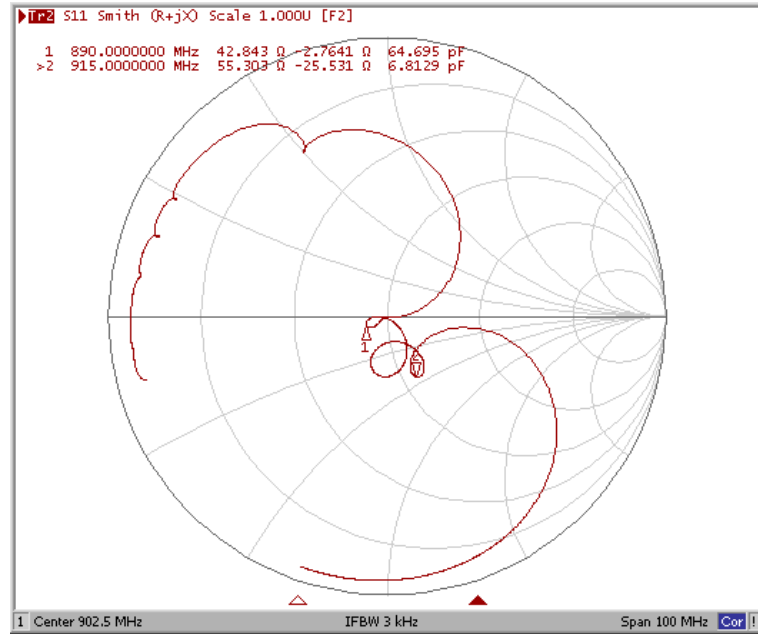 Tr2 S11 Smith (R+jX) Scale 1.000U [F2]
1 890.0000000 MHz 42.843 Ω -2.7641 Ω 64.695 pF
>2 915.0000000 MHz 55.303 Ω -25.531 Ω 6.8129 pF
1
2
1 Center 902.5 MHz IFBW 3 kHz Span 100 MHz Cor !